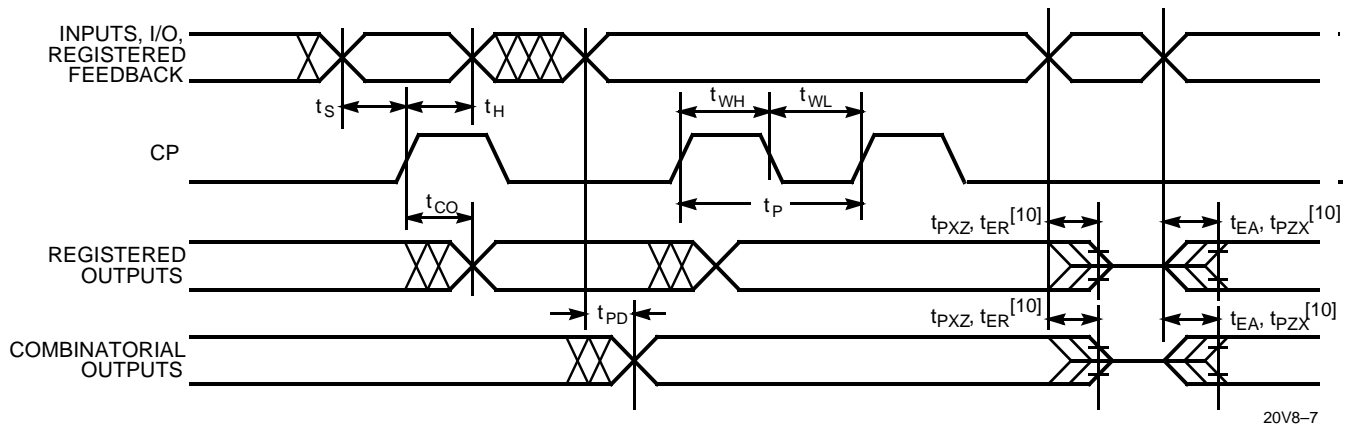 INPUTS, I/O,
REGISTERED
FEEDBACK
tS
tH
tWH
tWL
CP
tCO
tP
tPXZ, tER[10]
tEA, tPZX[10]
REGISTERED
OUTPUTS
tPD
tPXZ, tER[10]
tEA, tPZX[10]
COMBINATORIAL
OUTPUTS
20V8–7